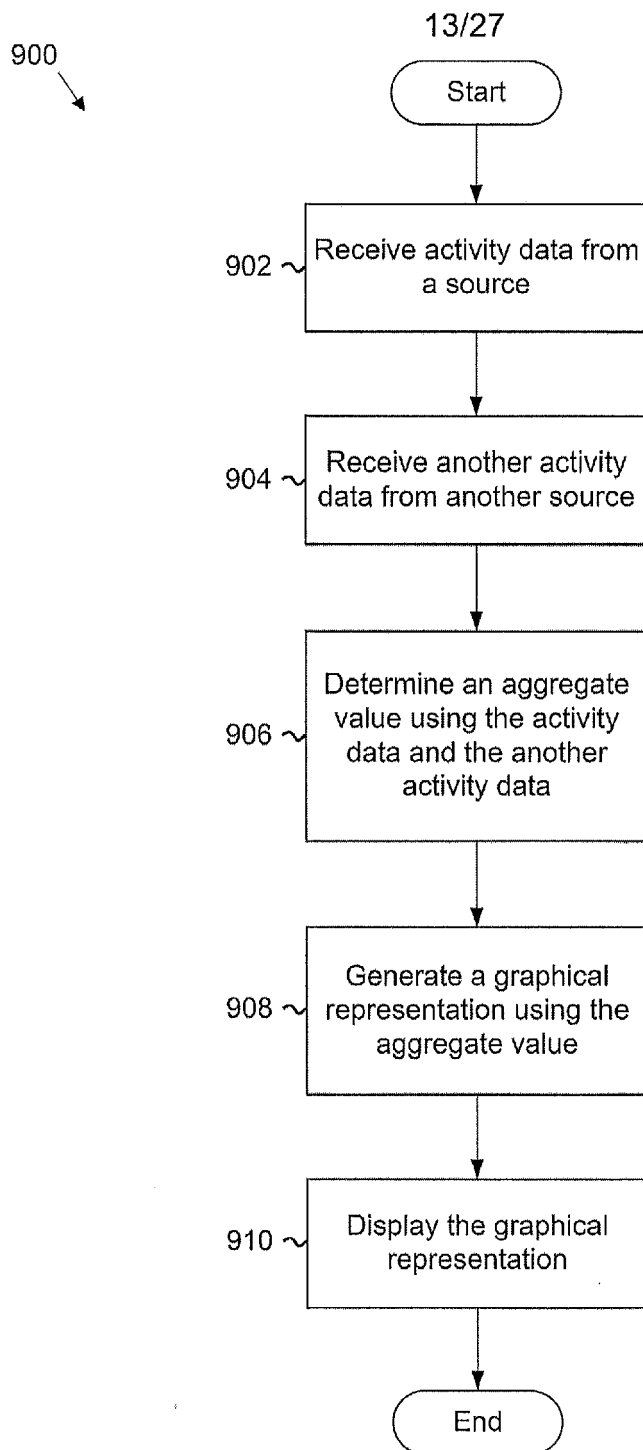 13/27
900
Start
902
Receive activity data from
a source
904
Receive another activity
data from another source
906
Determine an aggregate
value using the activity
data and the another
activity data
908
Generate a graphical
representation using the
aggregate value
910
Display the graphical
representation
End